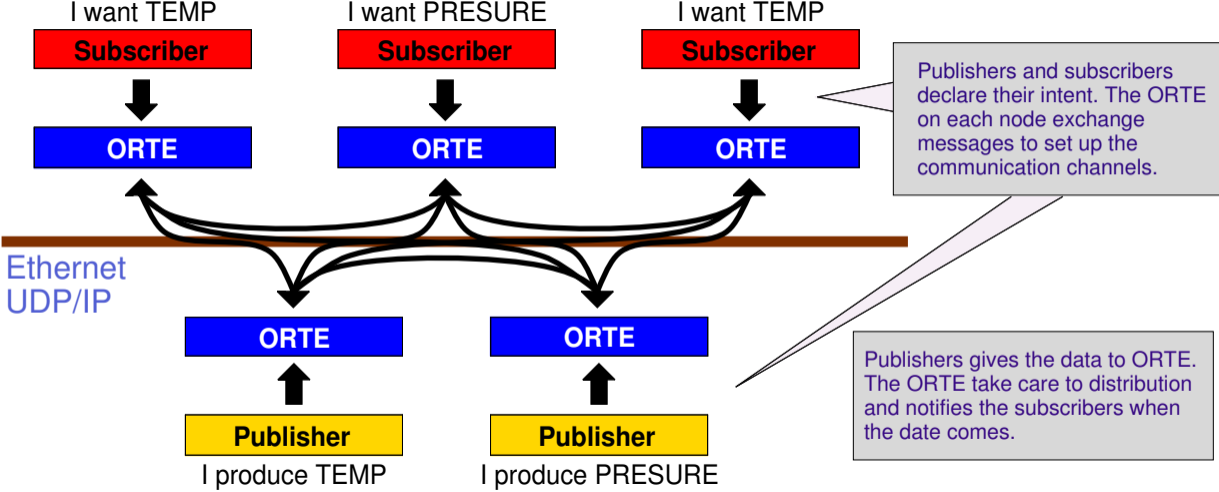 I want TEMP
I want PRESURE
I want TEMP
Subscriber
Subscriber
Subscriber
Publishers and subscribers
declare their intent. The ORTE
on each node exchange
messages to set up the
communication channels.
ORTE
ORTE
ORTE
Ethernet
UDP/IP
ORTE
ORTE
Publishers gives the data to ORTE.
The ORTE take care to distribution
and notifies the subscribers when
the date comes.
Publisher
Publisher
I produce TEMP
I produce PRESURE